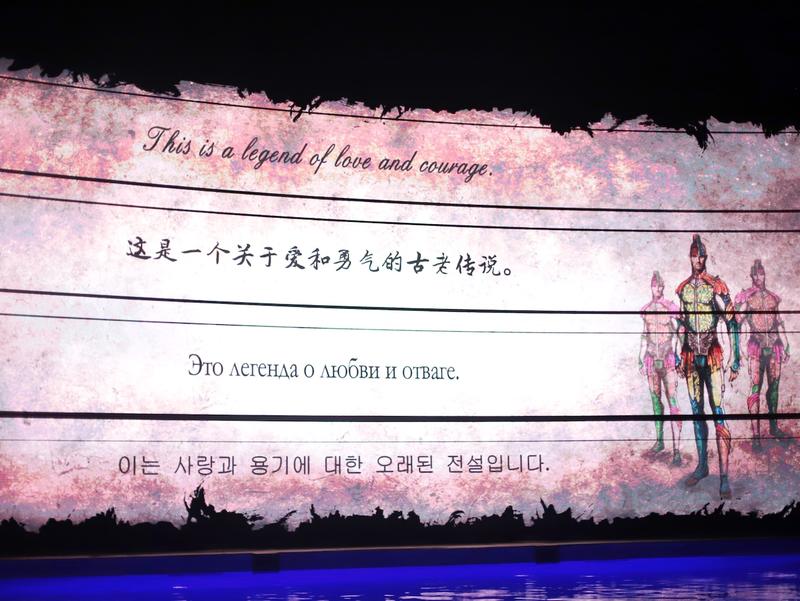 This is a legend of love and courage.
这是一个关于爱和勇气的古老传说。
Это легенда о любви и отваге.
이는 사랑과 용기에 대한 오래된 전설입니다.